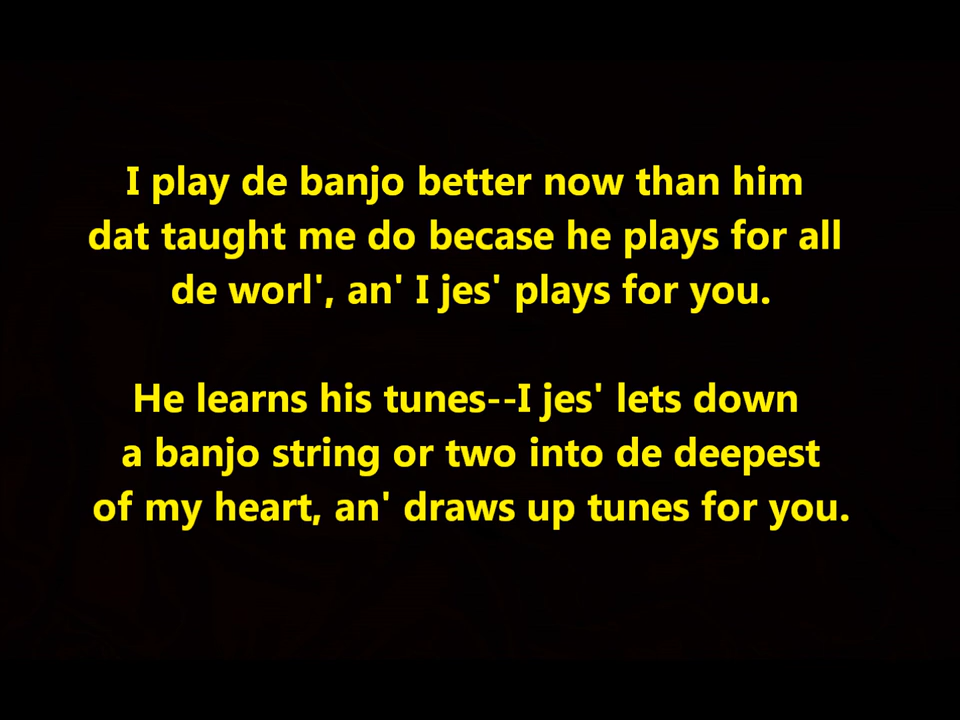 I play de banjo better now than him
dat taught me do becase he plays for all
de worl', an' I jes' plays for you.
He learns his tunes--I jes' lets down
a banjo string or two into de deepest
of my heart, an' draws up tunes for you.